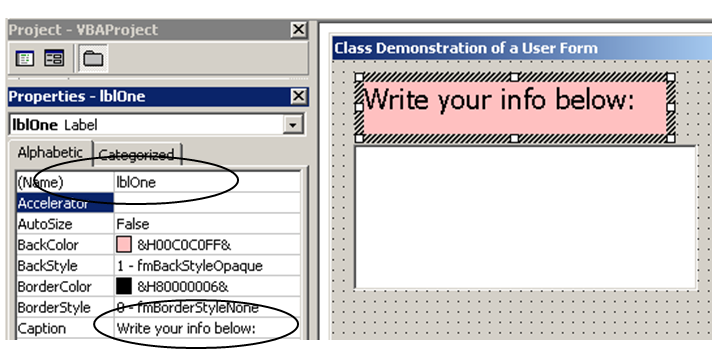 Project - VBAProject
Properties - lblOne
lblOne Label
Alphabetic Categorized
(Name) lblOne
Accelerator
AutoSize False
BackColor &H00C0C0FF&
BackStyle 1 - fmBackStyleOpaque
BorderColor &H80000006&
BorderStyle 0 - fmBorderStyleNone
Caption Write your info below:
Class Demonstration of a User Form
Write your info below: